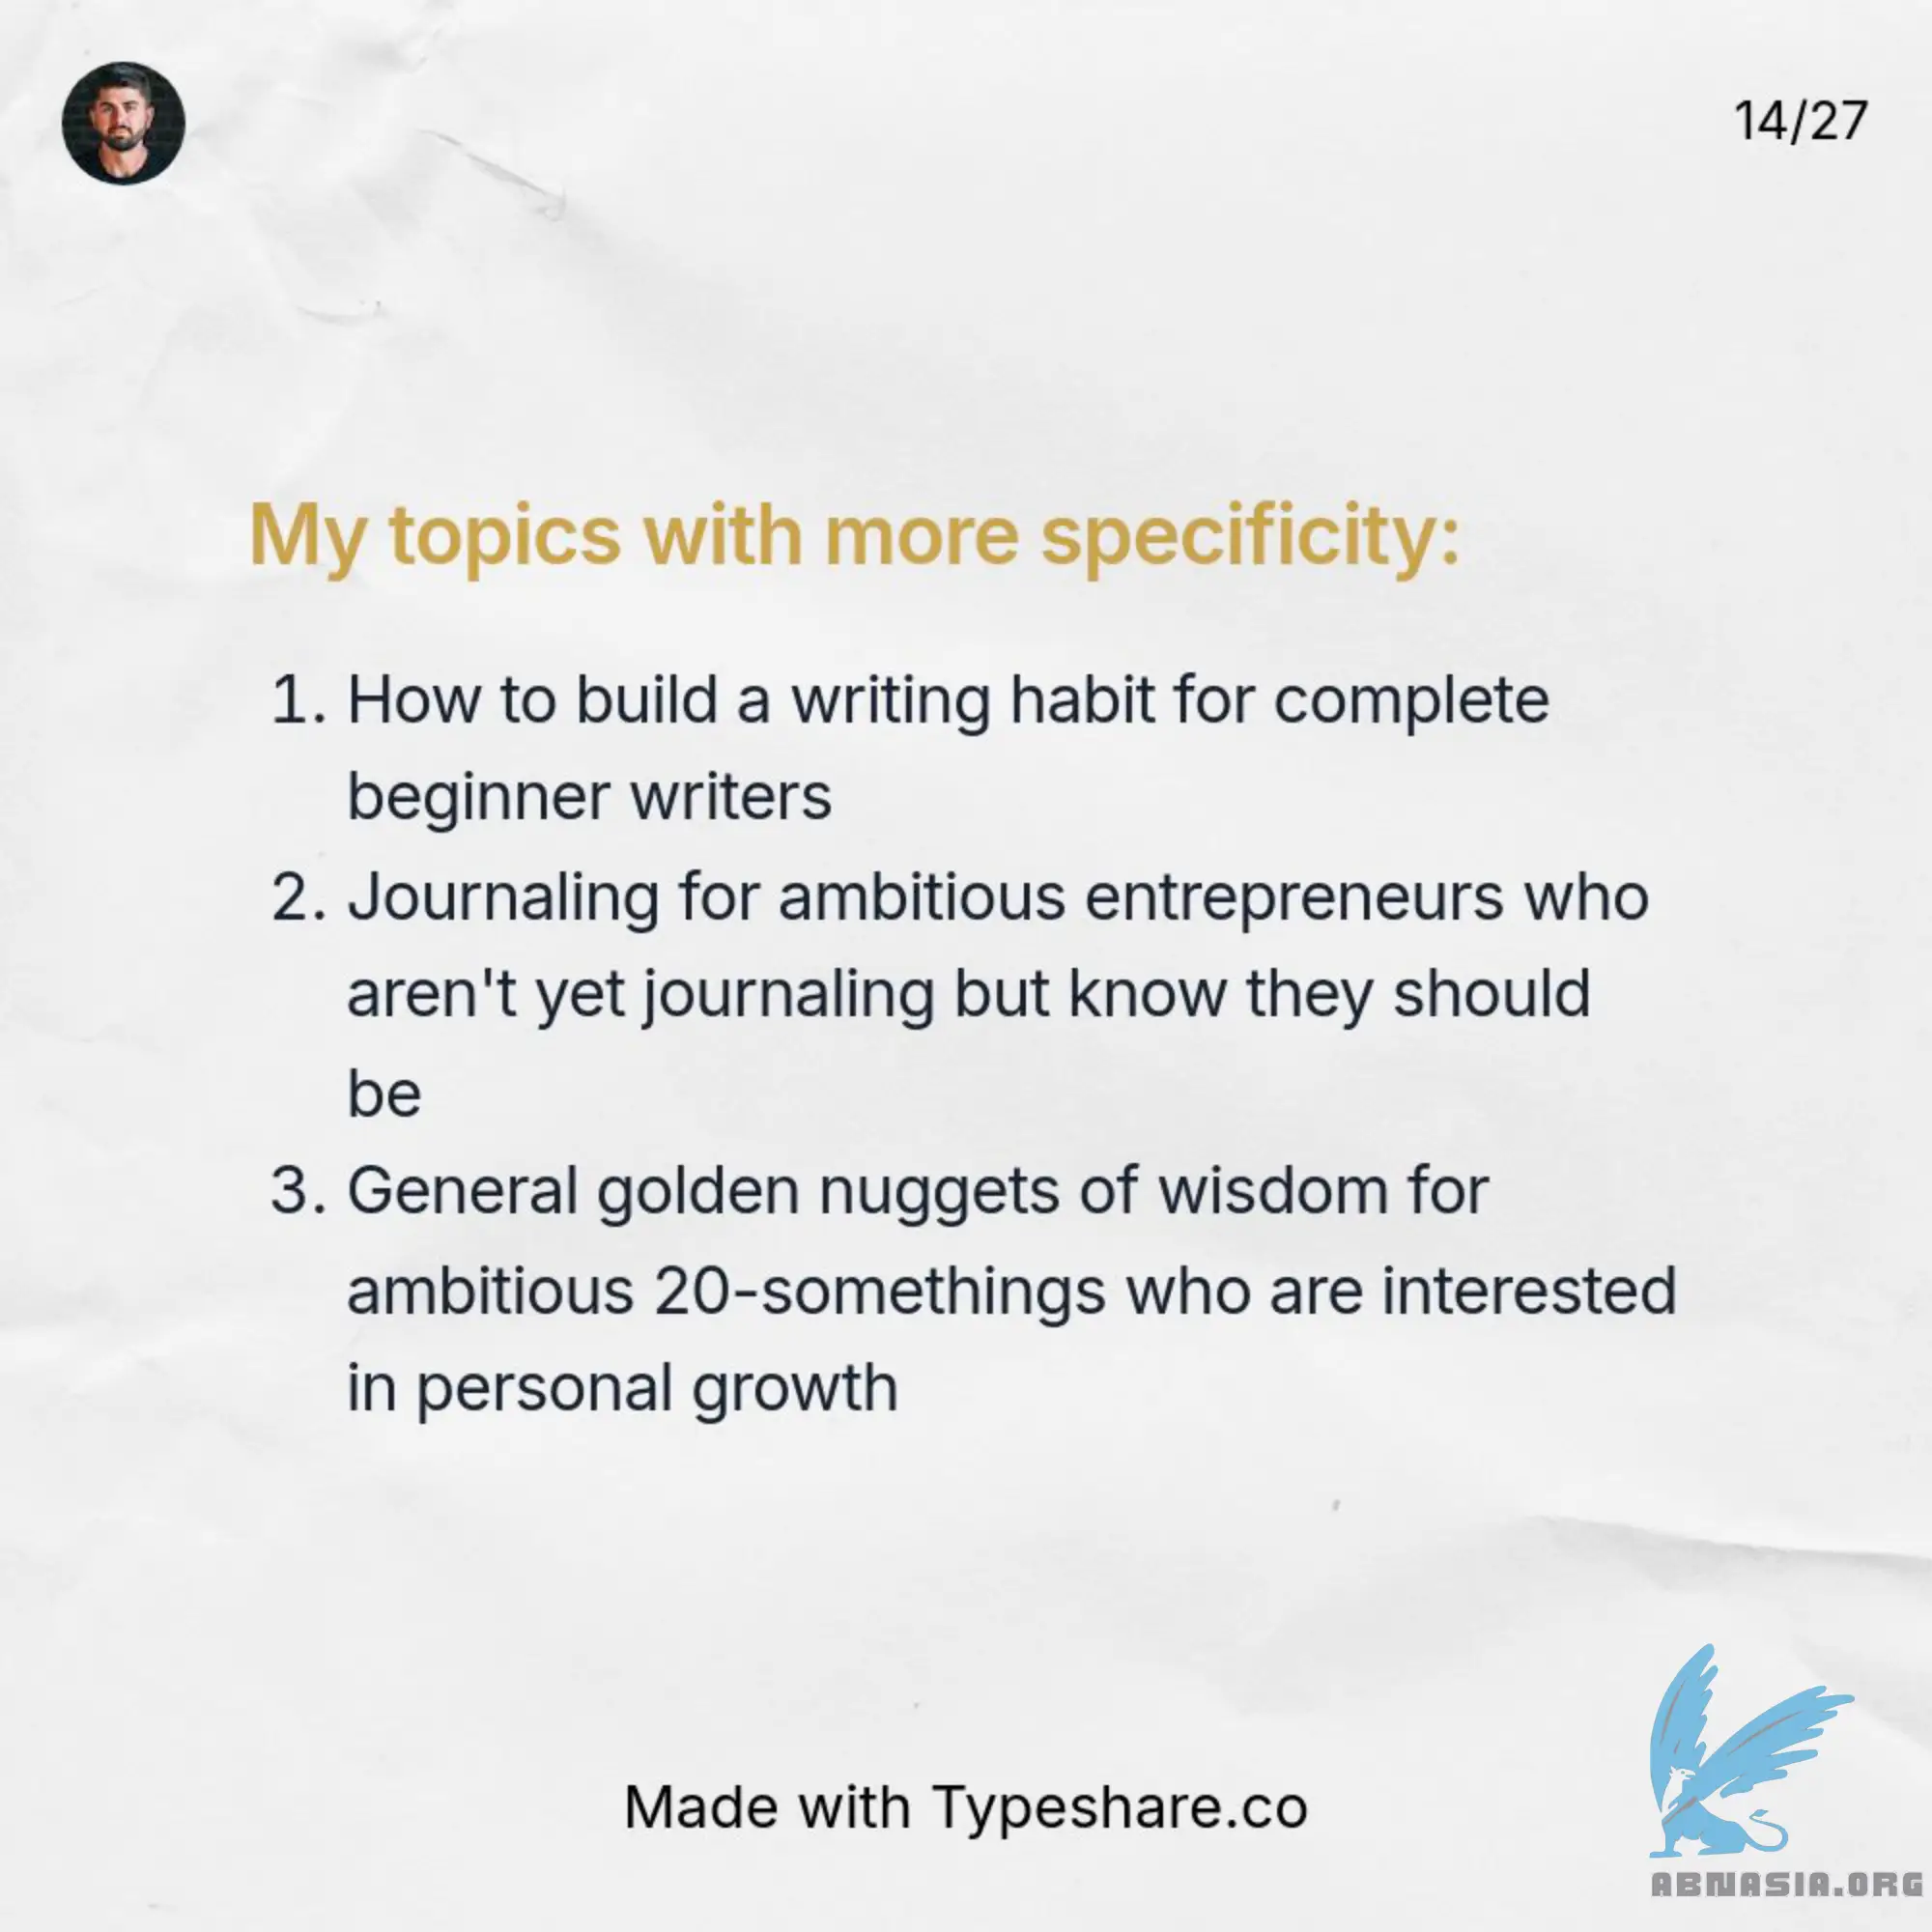 14/27
My topics with more specificity:
1. How to build a writing habit for complete
beginner writers
2. Journaling for ambitious entrepreneurs who
aren't yet journaling but know they should
be
3. General golden nuggets of wisdom for
ambitious 20-somethings who are interested
in personal growth
Made with Typeshare.co
ABNASIA.ORG